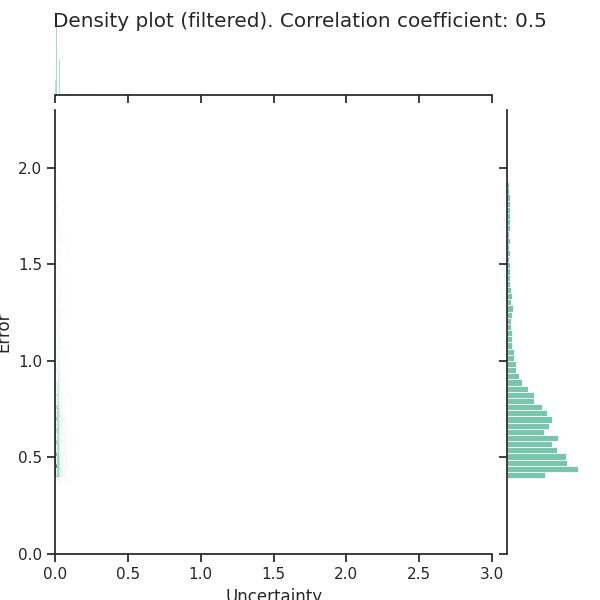 Density plot (filtered). Correlation coefficient: 0.5
2.0
1.5
1.0
0.5
0.0
Error
0.0 0.5 1.0 1.5 2.0 2.5 3.0
Uncertainty